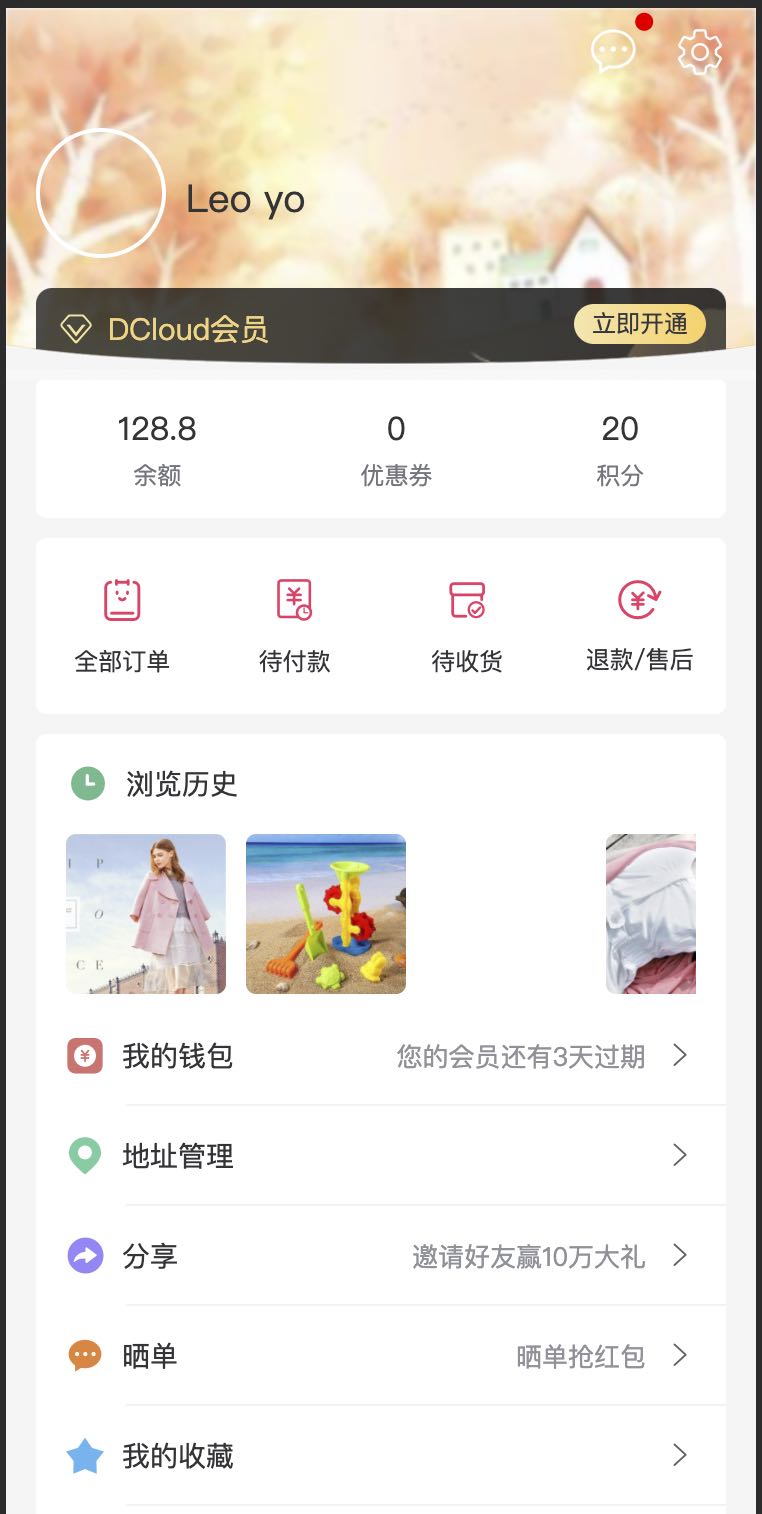 Leo yo
DCloud会员
立即开通
128.8
0
20
余额
优惠券
积分
全部订单
待付款
待收货
退款/售后
浏览历史
I P
O
C E
我的钱包
您的会员还有3天过期
地址管理
分享
邀请好友赢10万大礼
晒单
晒单抢红包
我的收藏